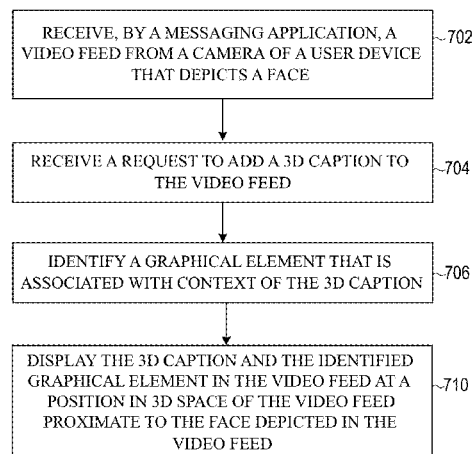 RECEIVE, BY A MESSAGING APPLICATION, A
VIDEO FEED FROM A CAMERA OF A USER DEVICE
THAT DEPICTS A FACE
702
RECEIVE A REQUEST TO ADD A 3D CAPTION TO
THE VIDEO FEED
704
IDENTIFY A GRAPHICAL ELEMENT THAT IS
ASSOCIATED WITH CONTEXT OF THE 3D CAPTION
706
DISPLAY THE 3D CAPTION AND THE IDENTIFIED
GRAPHICAL ELEMENT IN THE VIDEO FEED AT A
POSITION IN 3D SPACE OF THE VIDEO FEED
PROXIMATE TO THE FACE DEPICTED IN THE
VIDEO FEED
710